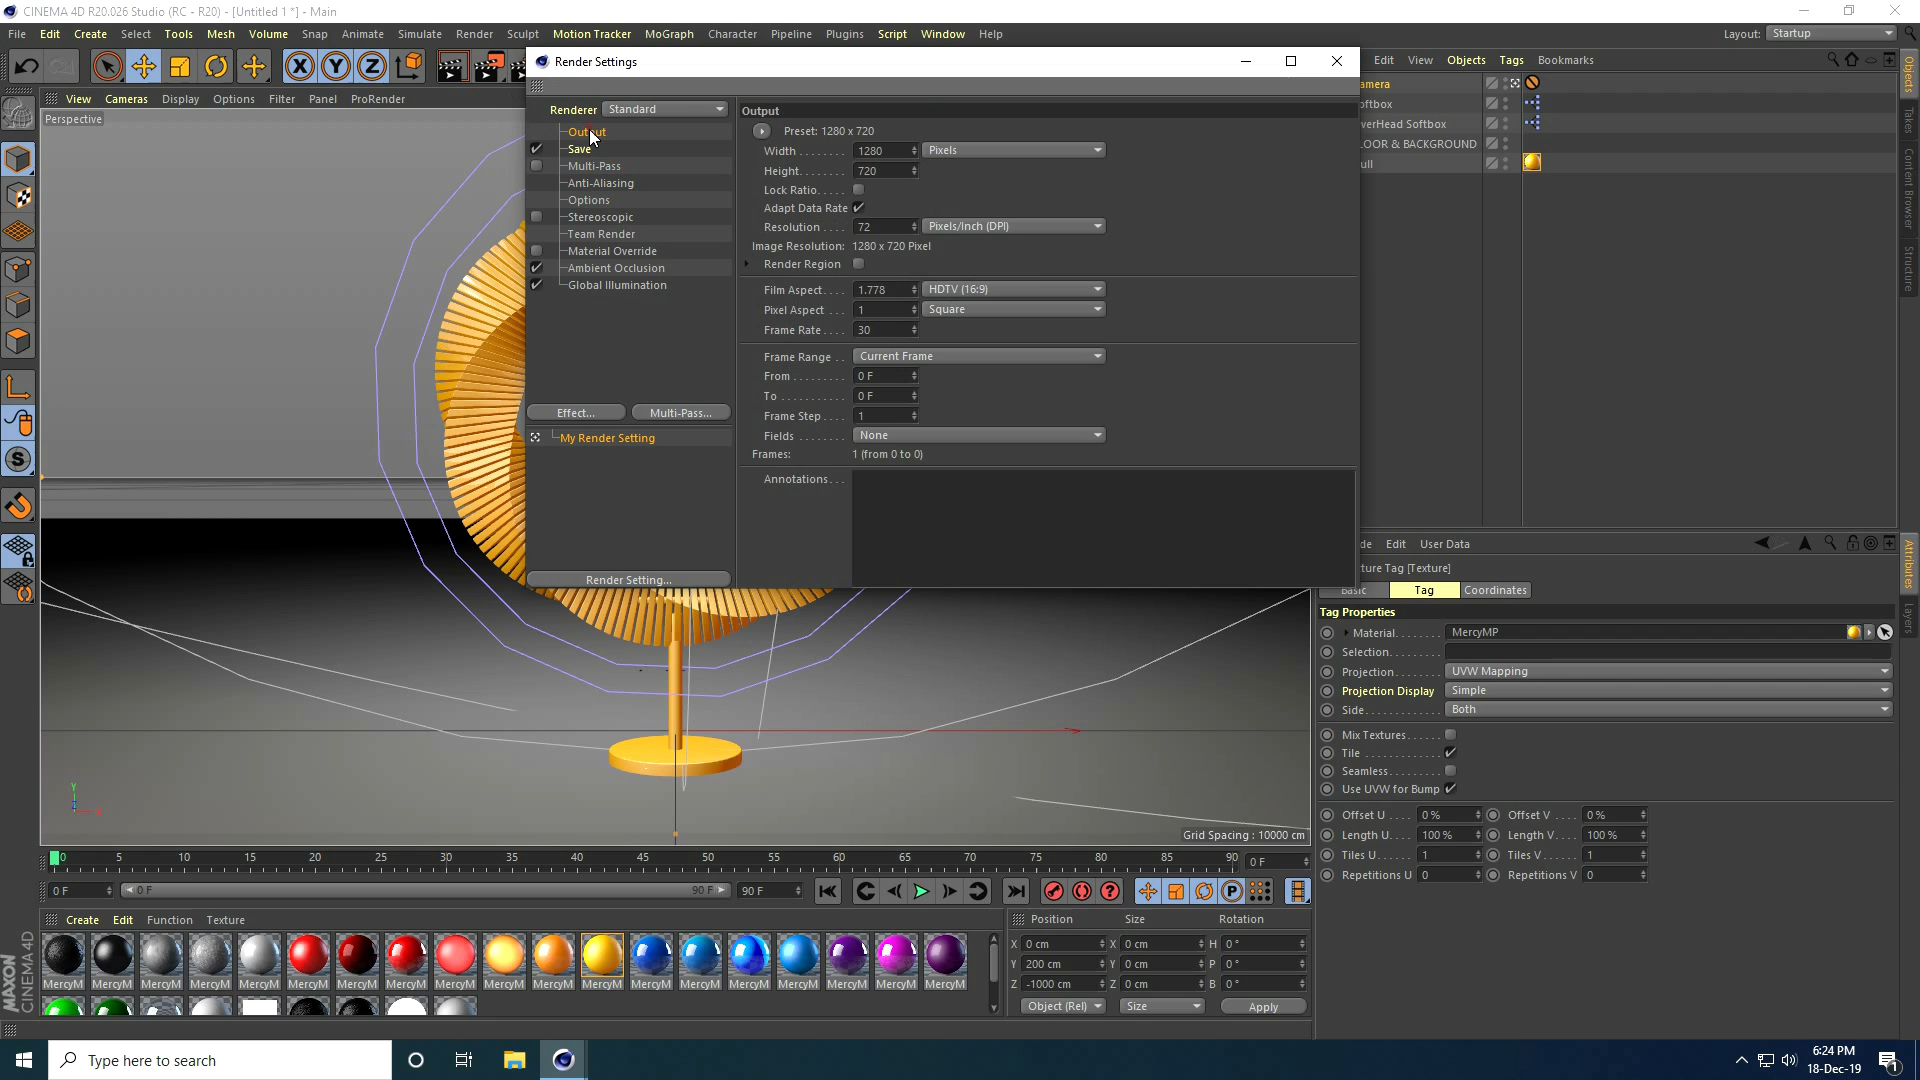 CINEMA 4D R20.026 Studio (RC - R20) - [Untitled 1 *] - Main
File Edit Create Select Tools Mesh Volume Snap Animate Simulate Render Sculpt Motion Tracker MoGraph Character Pipeline Plugins Script Window Help
Layout: Startup
Render Settings
Edit View Objects Tags Bookmarks
View Cameras Display Options Filter Panel ProRender
Perspective
Renderer Standard
Output
Save
Multi-Pass
Anti-Aliasing
Options
Stereoscopic
Team Render
Material Override
Ambient Occlusion
Global Illumination
Effect... Multi-Pass...
My Render Setting
Render Setting...
Output
Preset: 1280 x 720
Width 1280 Pixels
Height 720
Lock Ratio
Adapt Data Rate
Resolution 72 Pixels/Inch (DPI)
Image Resolution: 1280 x 720 Pixel
Render Region
Film Aspect 1.778 HDTV (16:9)
Pixel Aspect 1 Square
Frame Rate 30
Frame Range Current Frame
From 0 F
To 0 F
Frame Step 1
Fields None
Frames: 1 (from 0 to 0)
Annotations
amera
oftbox
verHead Softbox
LOOR & BACKGROUND
ull
Objects
Takes
Content Browser
Structure
de Edit User Data
ture Tag [Texture]
Basic Tag Coordinates
Tag Properties
Material MercyMP
Selection
Projection UVW Mapping
Projection Display Simple
Side Both
Mix Textures
Tile
Seamless
Use UVW for Bump
Offset U 0 % Offset V 0 %
Length U 100 % Length V 100 %
Tiles U 1 Tiles V 1
Repetitions U 0 Repetitions V 0
Attributes
Layers
Y
Z
X
Grid Spacing : 10000 cm
0 5 10 15 20 25 30 35 40 45 50 55 60 65 70 75 80 85 90 0 F
0 F 0 F 90 F 90 F
Create Edit Function Texture
MercyM MercyM MercyM MercyM MercyM MercyM MercyM MercyM MercyM MercyM MercyM MercyM MercyM MercyM MercyM MercyM MercyM MercyM MercyM
Position Size Rotation
X 0 cm X 0 cm H 0 °
Y 200 cm Y 0 cm P 0 °
Z -1000 cm Z 0 cm B 0 °
Object (Rel) Size Apply
MAXON
CINEMA 4D
Type here to search
6:24 PM
18-Dec-19
1